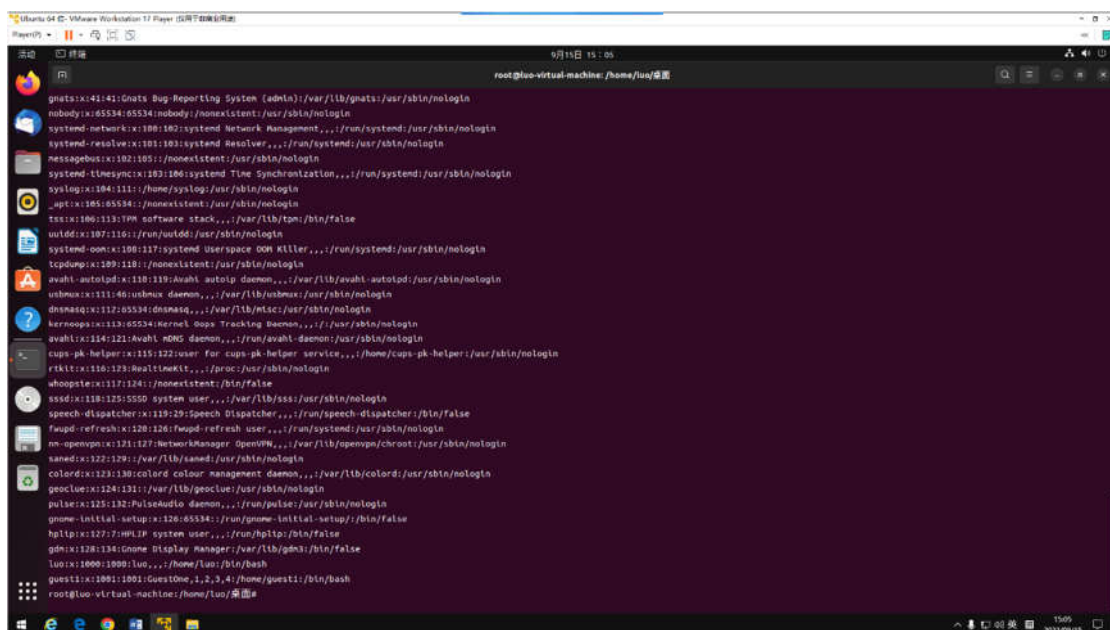 Ubuntu 64 位 - VMware Workstation 17 Player (仅用于非商业用途)
Player(P)
活动 终端 9月15日 15：05
root@luo-virtual-machine: /home/luo/桌面
gnats:x:41:41:Gnats Bug-Reporting System (admin):/var/lib/gnats:/usr/sbin/nologin
nobody:x:65534:65534:nobody:/nonexistent:/usr/sbin/nologin
systemd-network:x:100:102:systemd Network Management,,,:/run/systemd:/usr/sbin/nologin
systemd-resolve:x:101:103:systemd Resolver,,,:/run/systemd:/usr/sbin/nologin
messagebus:x:102:105::/nonexistent:/usr/sbin/nologin
systemd-timesync:x:103:106:systemd Time Synchronization,,,:/run/systemd:/usr/sbin/nologin
syslog:x:104:111::/home/syslog:/usr/sbin/nologin
_apt:x:105:65534::/nonexistent:/usr/sbin/nologin
tss:x:106:113:TPM software stack,,,:/var/lib/tpm:/bin/false
uuidd:x:107:116::/run/uuidd:/usr/sbin/nologin
systemd-oom:x:108:117:systemd Userspace OOM Killer,,,:/run/systemd:/usr/sbin/nologin
tcpdump:x:109:118::/nonexistent:/usr/sbin/nologin
avahi-autoipd:x:110:119:Avahi autoip daemon,,,:/var/lib/avahi-autoipd:/usr/sbin/nologin
usbmux:x:111:46:usbmux daemon,,,:/var/lib/usbmux:/usr/sbin/nologin
dnsmasq:x:112:65534:dnsmasq,,,:/var/lib/misc:/usr/sbin/nologin
kernoops:x:113:65534:Kernel Oops Tracking Daemon,,,:/:/usr/sbin/nologin
avahi:x:114:121:Avahi mDNS daemon,,,:/run/avahi-daemon:/usr/sbin/nologin
cups-pk-helper:x:115:122:user for cups-pk-helper service,,,:/home/cups-pk-helper:/usr/sbin/nologin
rtkit:x:116:123:RealtimeKit,,,:/proc:/usr/sbin/nologin
whoopsie:x:117:124::/nonexistent:/bin/false
sssd:x:118:125:SSSD system user,,,:/var/lib/sss:/usr/sbin/nologin
speech-dispatcher:x:119:29:Speech Dispatcher,,,:/run/speech-dispatcher:/bin/false
fwupd-refresh:x:120:126:fwupd-refresh user,,,:/run/systemd:/usr/sbin/nologin
nm-openvpn:x:121:127:NetworkManager OpenVPN,,,:/var/lib/openvpn/chroot:/usr/sbin/nologin
saned:x:122:129::/var/lib/saned:/usr/sbin/nologin
colord:x:123:130:colord colour management daemon,,,:/var/lib/colord:/usr/sbin/nologin
geoclue:x:124:131::/var/lib/geoclue:/usr/sbin/nologin
pulse:x:125:132:PulseAudio daemon,,,:/run/pulse:/usr/sbin/nologin
gnome-initial-setup:x:126:65534::/run/gnome-initial-setup/:/bin/false
hplip:x:127:7:HPLIP system user,,,:/run/hplip:/bin/false
gdm:x:128:134:Gnome Display Manager:/var/lib/gdm3:/bin/false
luo:x:1000:1000:luo,,,:/home/luo:/bin/bash
guest1:x:1001:1001:GuestOne,1,2,3,4:/home/guest1:/bin/bash
root@luo-virtual-machine:/home/luo/桌面#
英 15:05